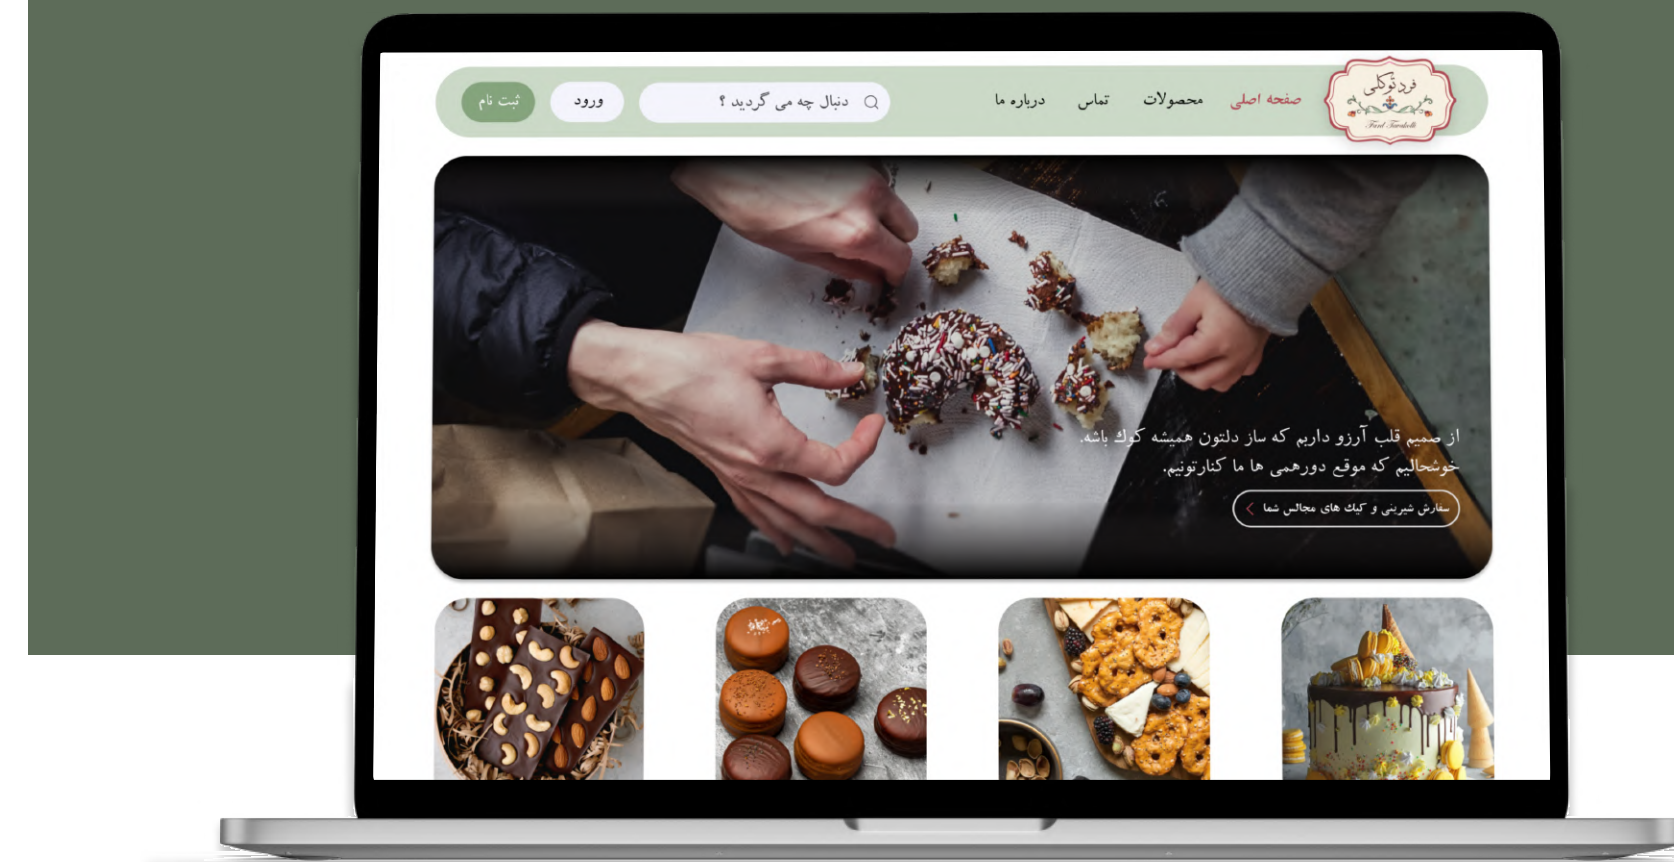 فرد توکلی
Fard Tavakoli
صفحه اصلی
محصولات
تماس
درباره ما
دنبال چه می گردید ؟
ورود
ثبت نام
از صمیم قلب آرزو داریم که ساز دلتون همیشه کوک باشه.
خوشحالیم که موقع دورهمی ها ما کنارتونیم.
سفارش شیرینی و کیک های مجالس شما